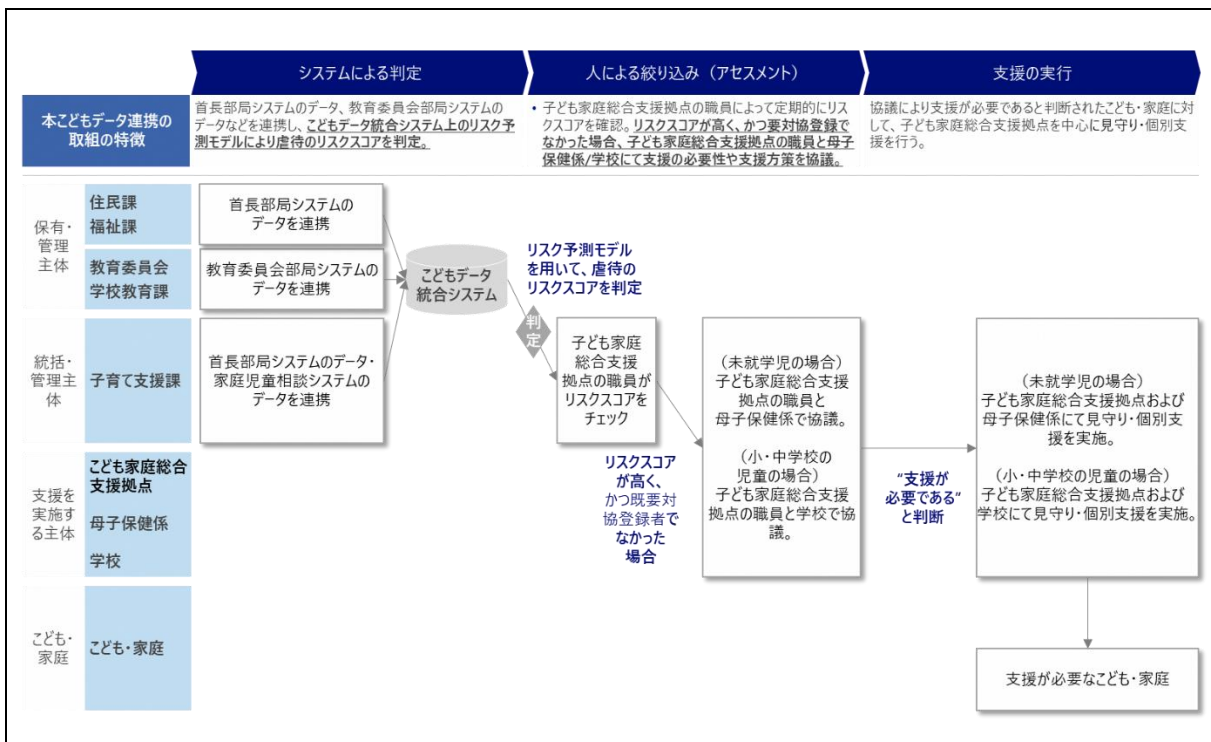 システムによる判定
人による絞り込み（アセスメント）
支援の実行
本こどもデータ連携の
取組の特徴
首長部局システムのデータ、教育委員会部局システムの
データなどを連携し、こどもデータ統合システム上のリスク予
測モデルにより虐待のリスクスコアを判定。
• 子ども家庭総合支援拠点の職員によって定期的にリス
クスコアを確認。リスクスコアが高く、かつ要対協登録で
なかった場合、子ども家庭総合支援拠点の職員と母子
保健係/学校にて支援の必要性や支援方策を協議。
協議により支援が必要であると判断されたこども・家庭に対
して、子ども家庭総合支援拠点を中心に見守り・個別支
援を行う。
保有・
管理
主体
住民課
福祉課
教育委員会
学校教育課
首長部局システムの
データを連携
教育委員会部局システムの
データを連携
こどもデータ
統合システム
リスク予測モデル
を用いて、虐待の
リスクスコアを判定
判定
統括・
管理主
体
子育て支援課
首長部局システムのデータ・
家庭児童相談システムの
データを連携
子ども家庭
総合支援
拠点の職員が
リスクスコアを
チェック
リスクスコア
が高く、
かつ既要対
協登録者で
なかった
場合
（未就学児の場合）
子ども家庭総合支援
拠点の職員と
母子保健係で協議。
（小・中学校の
児童の場合）
子ども家庭総合支援
拠点の職員と学校で協
議。
“支援が
必要である”
と判断
（未就学児の場合）
子ども家庭総合支援拠点および
母子保健係にて見守り・個別支
援を実施。
（小・中学校の児童の場合）
子ども家庭総合支援拠点および
学校にて見守り・個別支援を実施。
支援を
実施す
る主体
こども家庭総合
支援拠点
母子保健係
学校
こども・
家庭
こども・家庭
支援が必要なこども・家庭